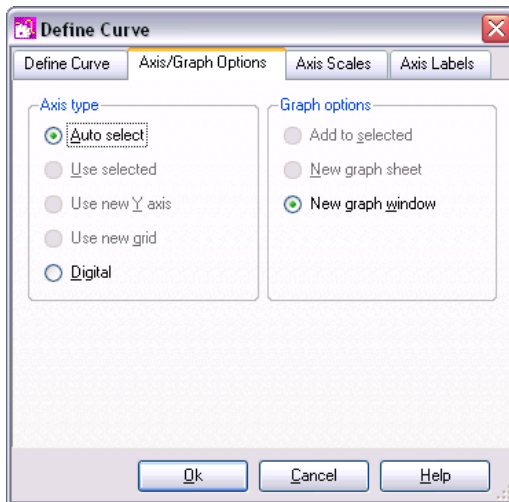 Define Curve
Define Curve Axis/Graph Options Axis Scales Axis Labels
Axis type
Auto select
Use selected
Use new Y axis
Use new grid
Digital
Graph options
Add to selected
New graph sheet
New graph window
Ok Cancel Help